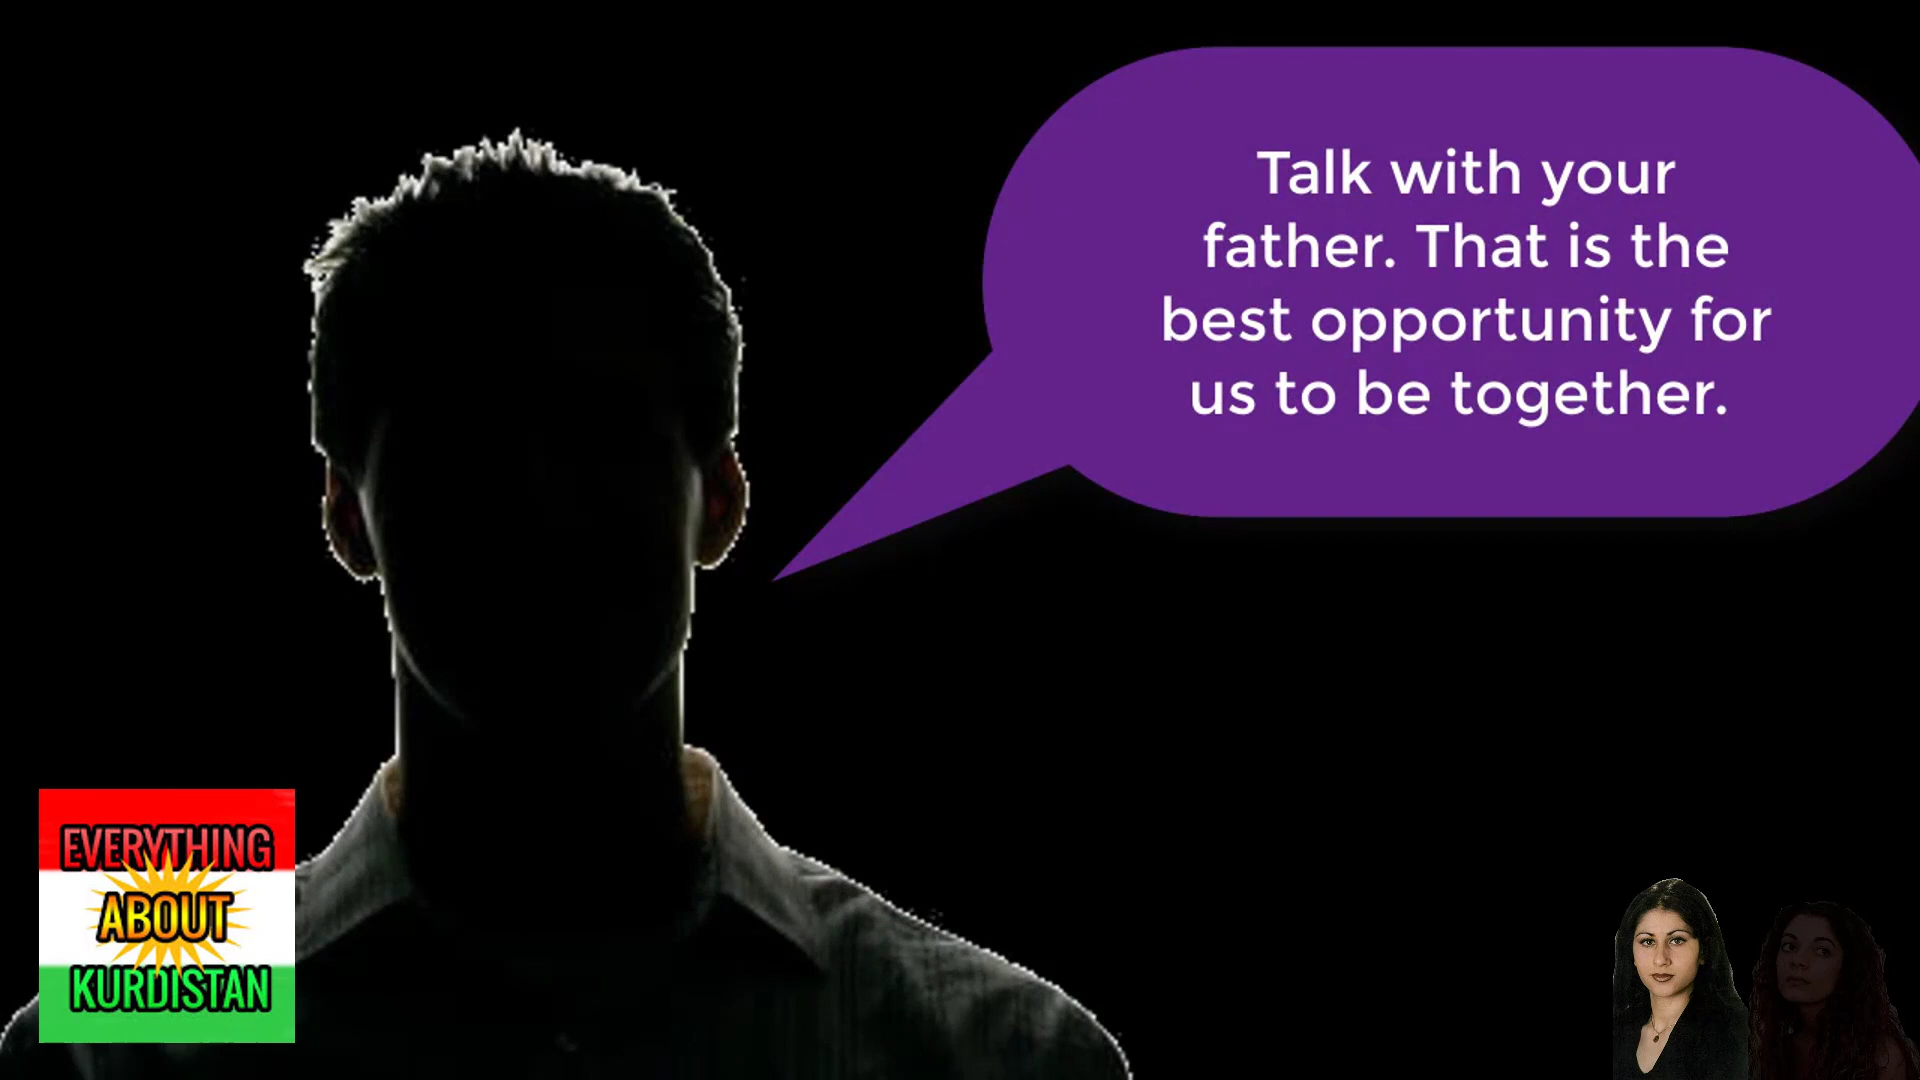 Talk with your
father. That is the
best opportunity for
us to be together.
EVERYTHING
ABOUT
KURDISTAN